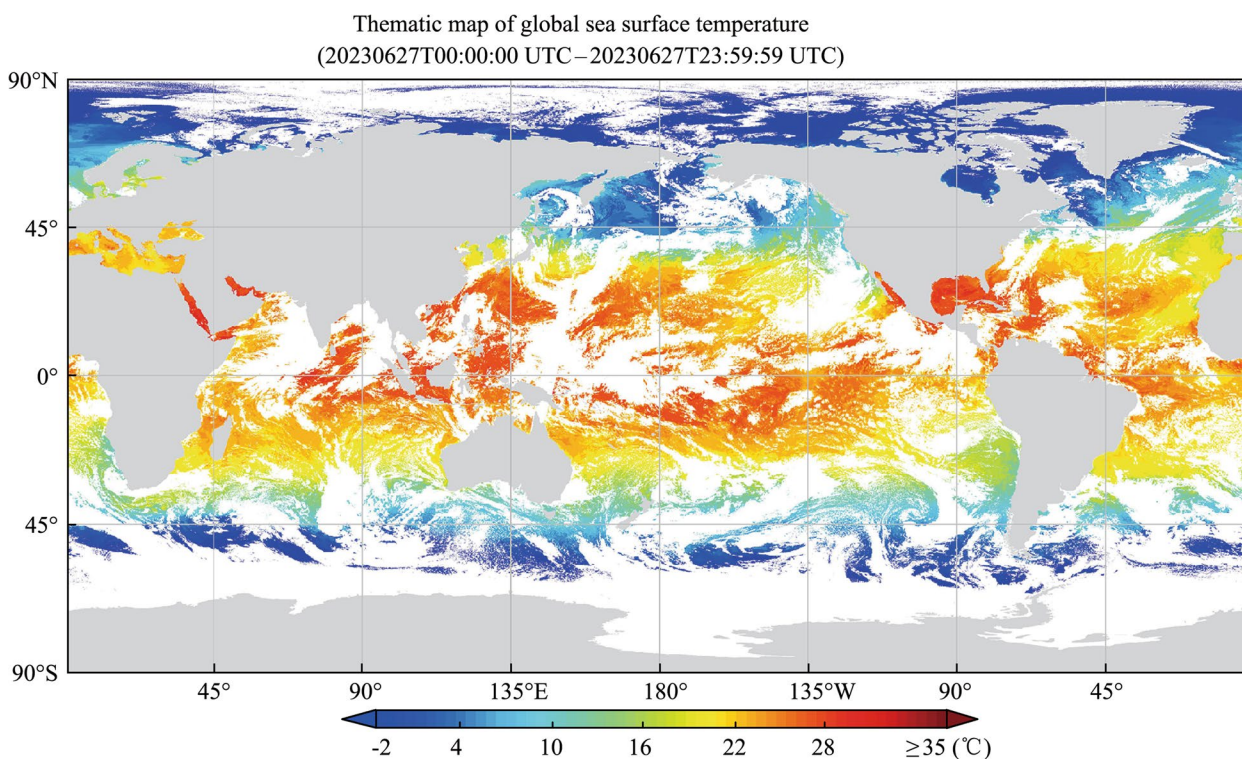 Thematic map of global sea surface temperature
(20230627T00:00:00 UTC–20230627T23:59:59 UTC)
90°N
45°
0°
45°
90°S
45° 90° 135°E 180° 135°W 90° 45°
-2 4 10 16 22 28 ≥35 (℃)